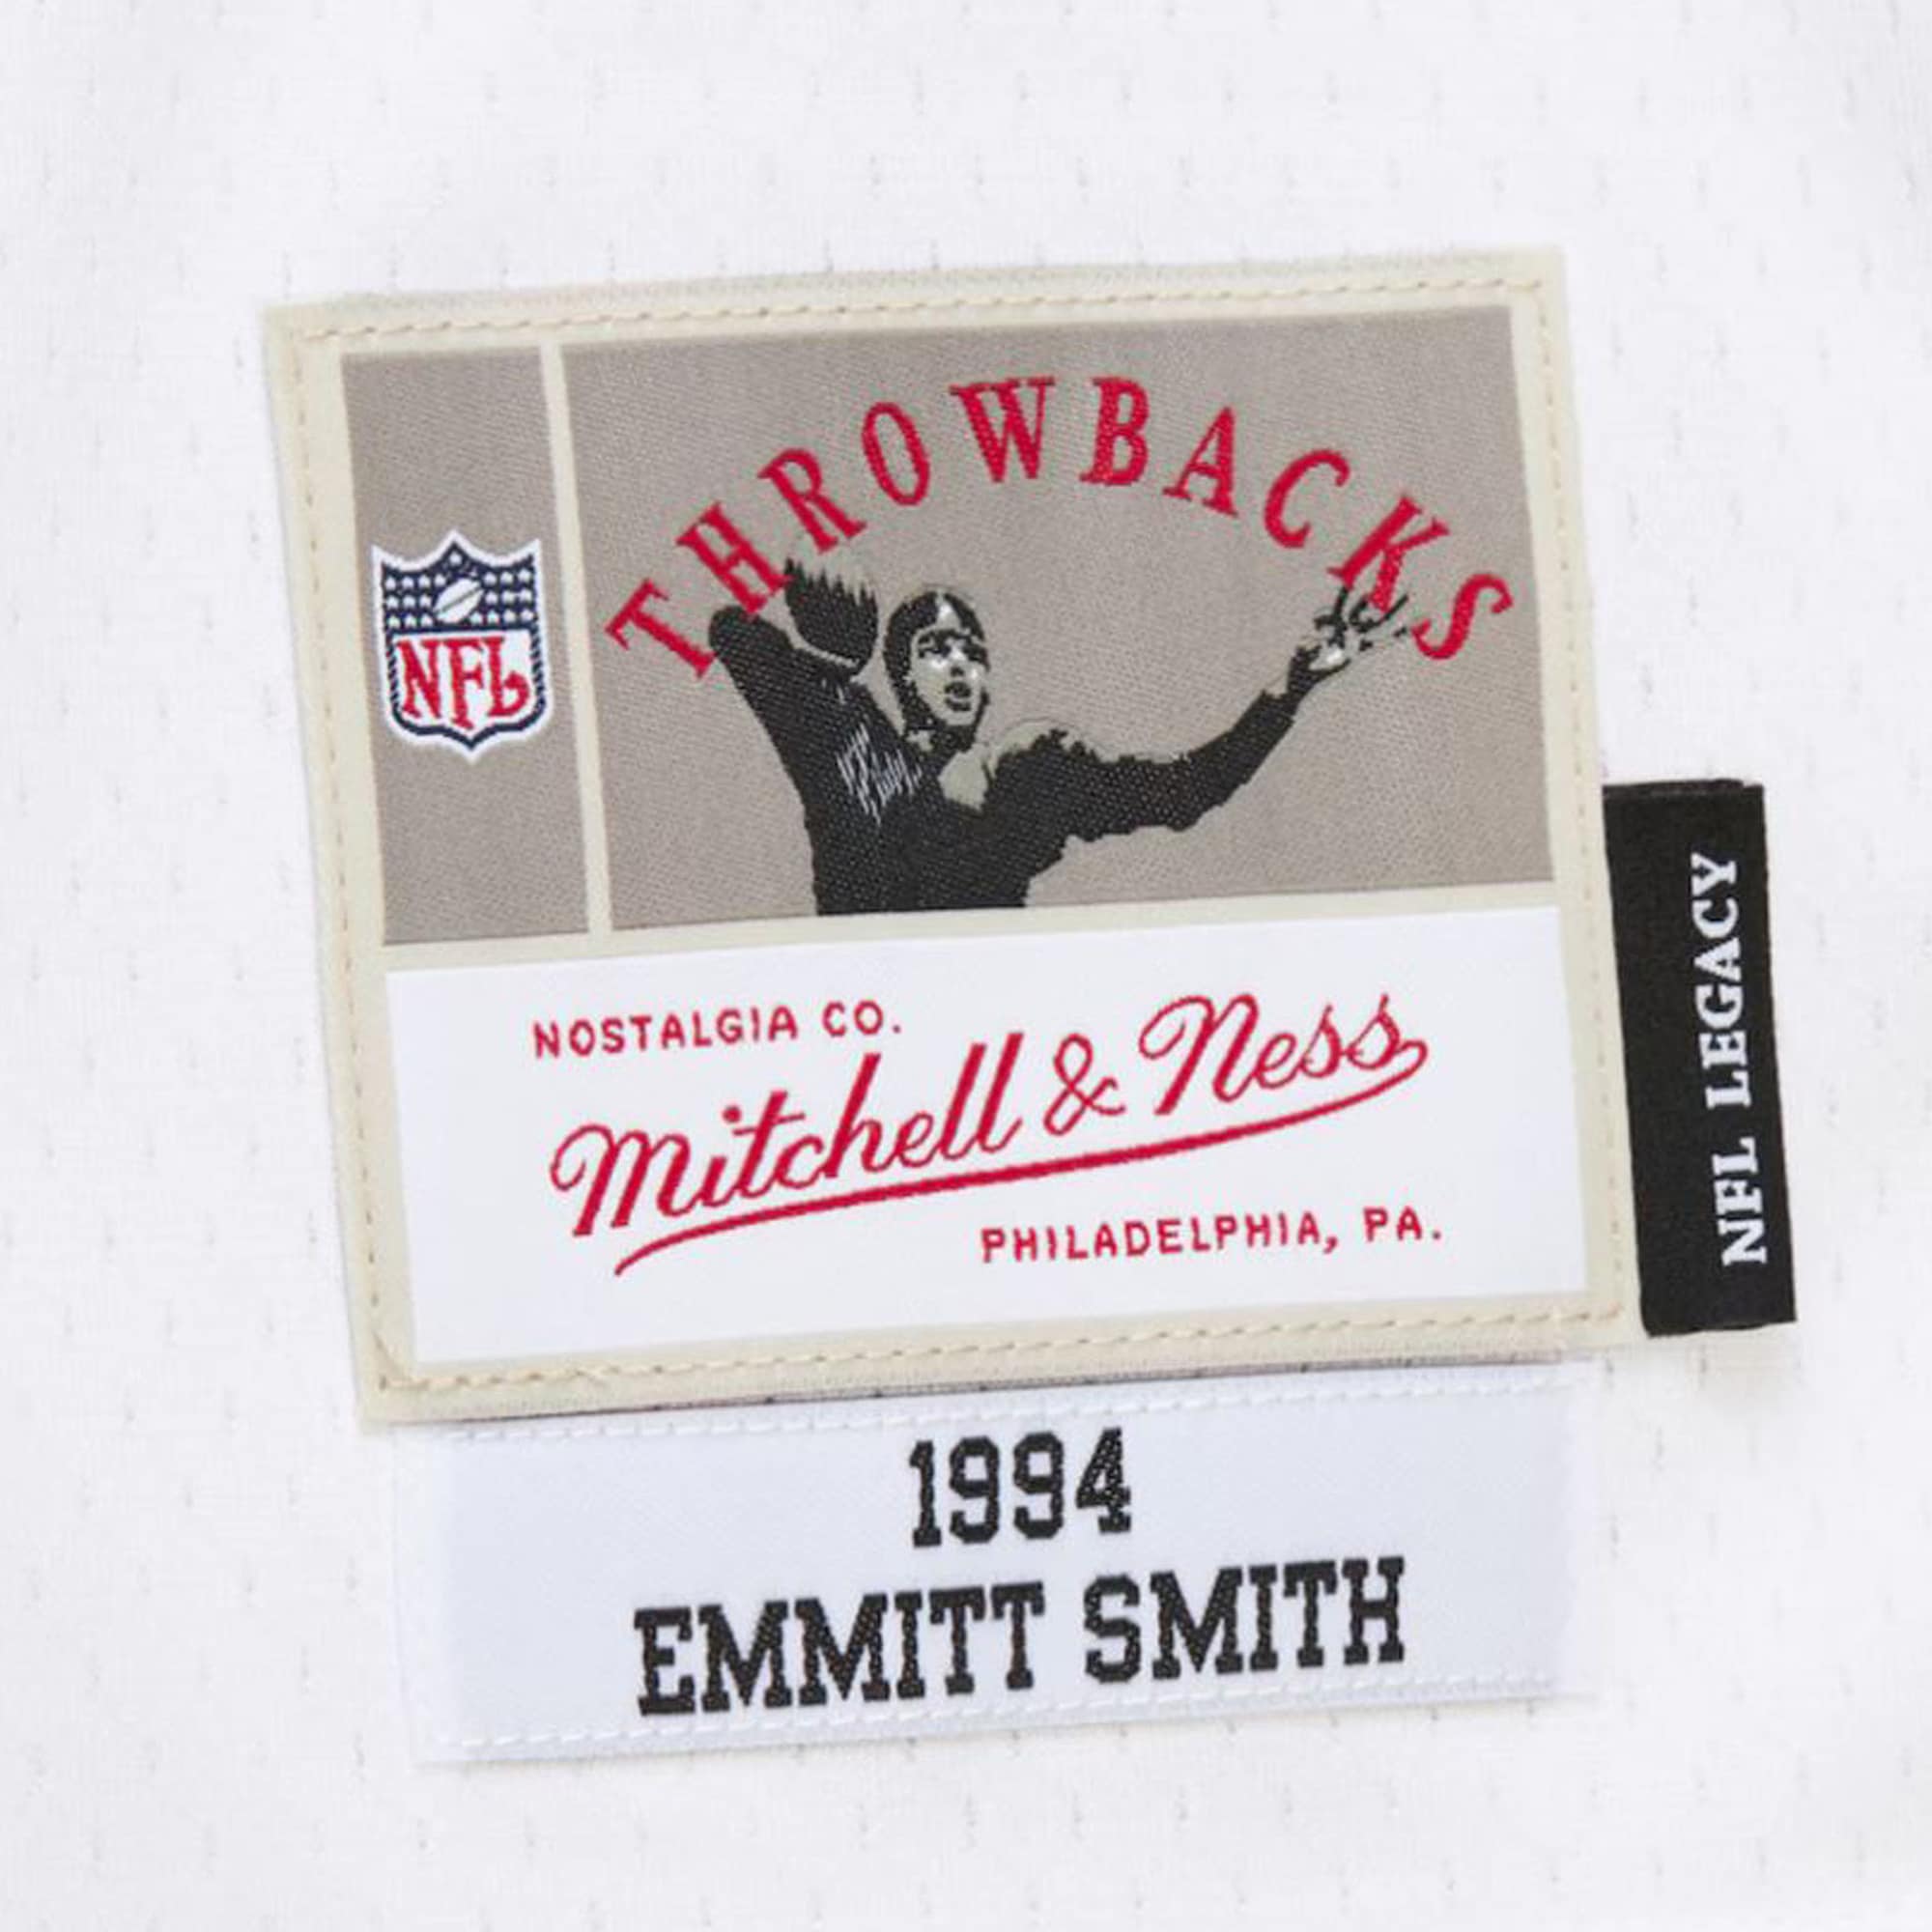 THROWBACKS
NFL
NOSTALGIA CO.
Mitchell & Ness
PHILADELPHIA, PA.
NFL LEGACY
1994
EMMITT SMITH